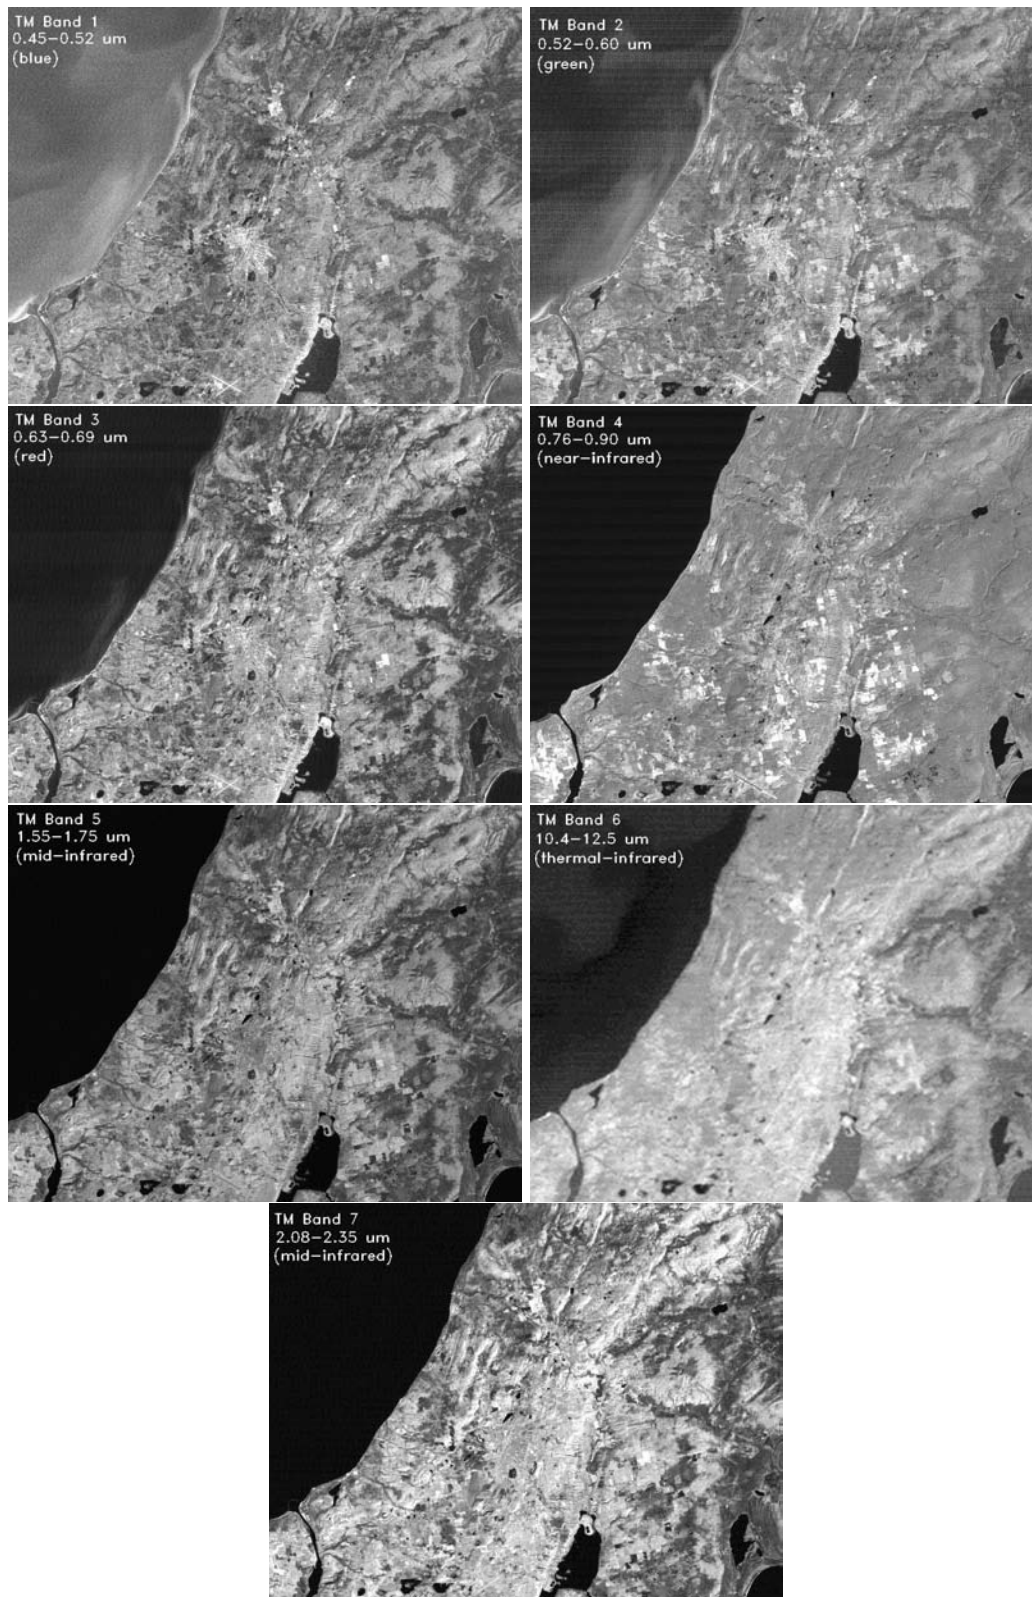 TM Band 1
0.45-0.52 um
(blue)
TM Band 2
0.52-0.60 um
(green)
TM Band 3
0.63-0.69 um
(red)
TM Band 4
0.76-0.90 um
(near-infrared)
TM Band 5
1.55-1.75 um
(mid-infrared)
TM Band 6
10.4-12.5 um
(thermal-infrared)
TM Band 7
2.08-2.35 um
(mid-infrared)